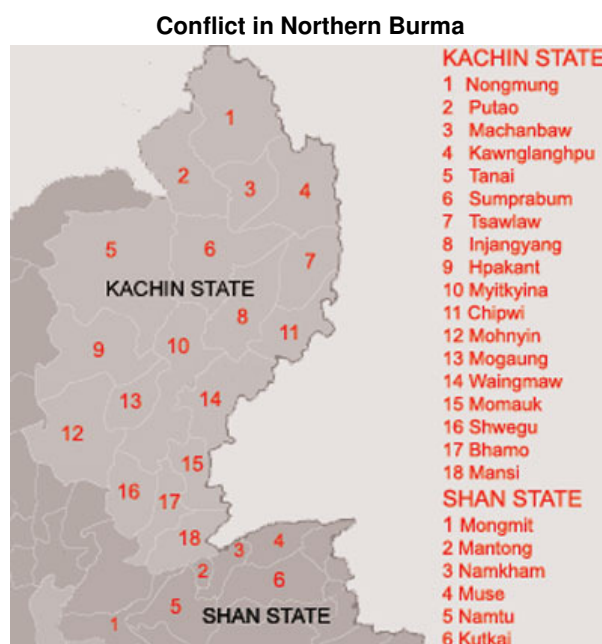 Conflict in Northern Burma
KACHIN STATE
1 Nongmung
2 Putao
3 Machanbaw
4 Kawnglanghpu
5 Tanai
6 Sumprabum
7 Tsawlaw
8 Injangyang
9 Hpakant
10 Myitkyina
11 Chipwi
12 Mohnyin
13 Mogaung
14 Waingmaw
15 Momauk
16 Shwegu
17 Bhamo
18 Mansi
SHAN STATE
1 Mongmit
2 Mantong
3 Namkham
4 Muse
5 Namtu
6 Kutkai
1
2
3
4
5
6
7
KACHIN STATE
8
11
9
10
13
14
12
15
16
17
18
3
4
2
6
5
SHAN STATE
1